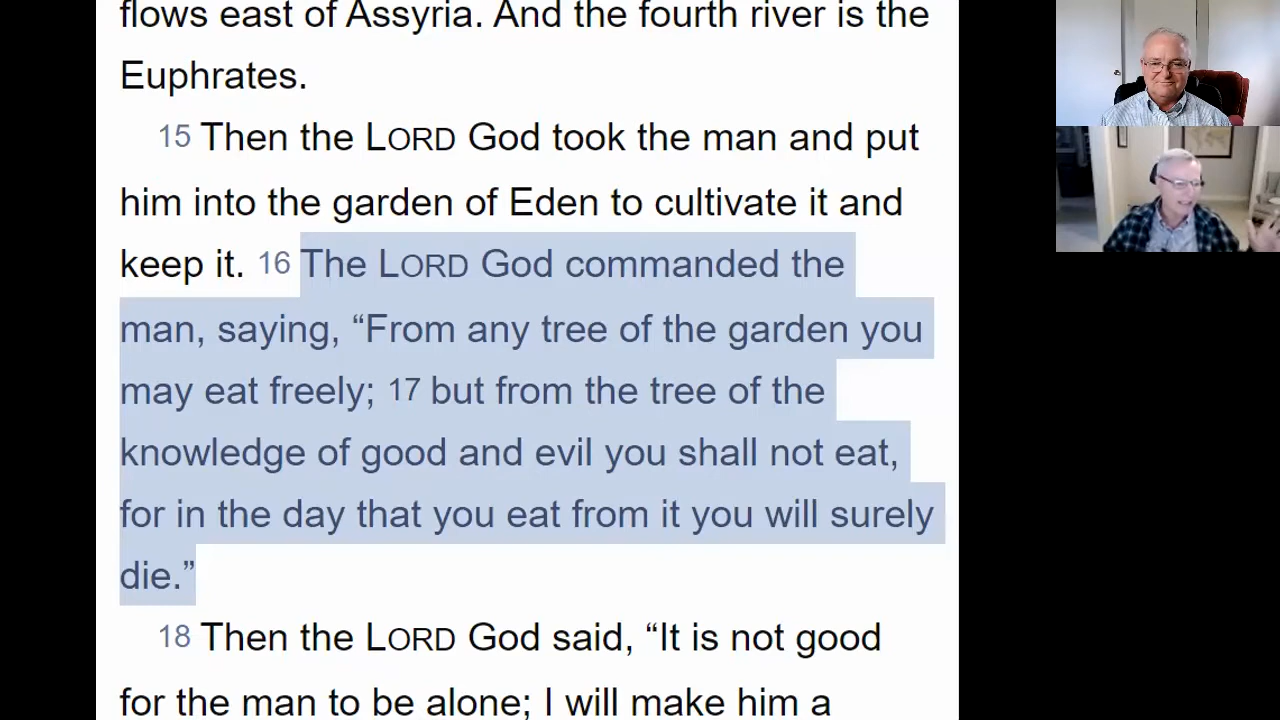 flows east of Assyria. And the fourth river is the
Euphrates.
15 Then the LORD God took the man and put
him into the garden of Eden to cultivate it and
keep it. 16 The LORD God commanded the
man, saying, “From any tree of the garden you
may eat freely; 17 but from the tree of the
knowledge of good and evil you shall not eat,
for in the day that you eat from it you will surely
die.”
18 Then the LORD God said, “It is not good
for the man to be alone; I will make him a